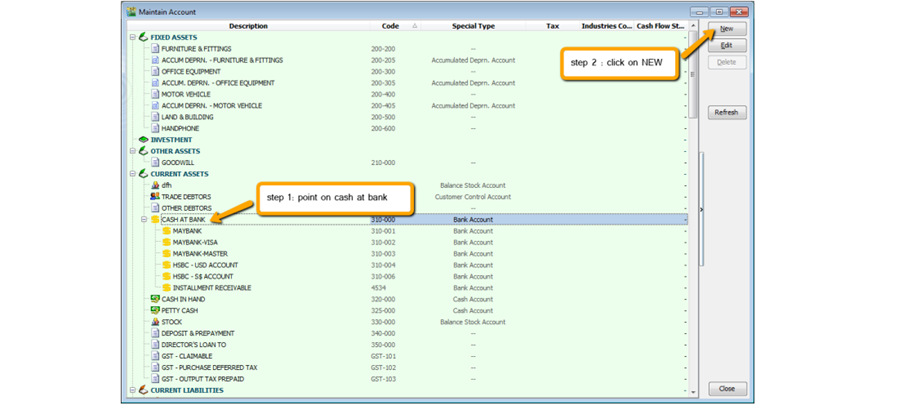 Maintain Account
Description Code Special Type Tax Industries Co... Cash Flow St...
FIXED ASSETS
FURNITURE & FITTINGS 200-200 ---
ACCUM DEPRN. - FURNITURE & FITTINGS 200-205 Accumulated Deprn. Account
OFFICE EQUIPMENT 200-300 ---
ACCUM. DEPRN. - OFFICE EQUIPMENT 200-305 Accumulated Deprn. Account
MOTOR VEHICLE 200-400 ---
ACCUM DEPRN. - MOTOR VEHICLE 200-405 Accumulated Deprn. Account
LAND & BUILDING 200-500 ---
HANDPHONE 200-600 ---
INVESTMENT
OTHER ASSETS
GOODWILL 210-000 ---
CURRENT ASSETS
dfh Balance Stock Account
TRADE DEBTORS Customer Control Account
OTHER DEBTORS ---
CASH AT BANK 310-000 Bank Account
MAYBANK 310-001 Bank Account
MAYBANK-VISA 310-002 Bank Account
MAYBANK-MASTER 310-003 Bank Account
HSBC - USD ACCOUNT 310-004 Bank Account
HSBC - S$ ACCOUNT 310-006 Bank Account
INSTALLMENT RECEIVABLE 4534 Bank Account
CASH IN HAND 320-000 Cash Account
PETTY CASH 325-000 Cash Account
STOCK 330-000 Balance Stock Account
DEPOSIT & PREPAYMENT 340-000 ---
DIRECTOR'S LOAN TO 350-000 ---
GST - CLAIMABLE GST-101 ---
GST - PURCHASE DEFERRED TAX GST-102 ---
GST - OUTPUT TAX PREPAID GST-103 ---
CURRENT LIABILITIES
step 1: point on cash at bank
step 2 : click on NEW
New
Edit
Delete
Refresh
Close